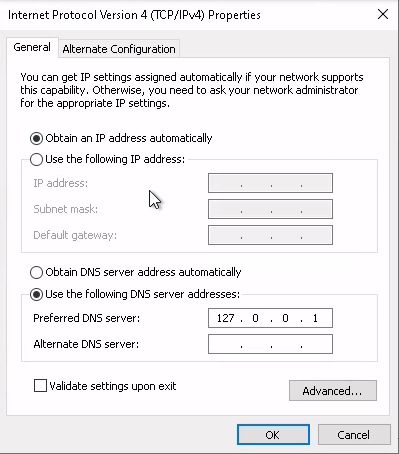 Internet Protocol Version 4 (TCP/IPv4) Properties
General
Alternate Configuration
You can get IP settings assigned automatically if your network supports
this capability. Otherwise, you need to ask your network administrator
for the appropriate IP settings.
Obtain an IP address automatically
Use the following IP address:
IP address:
. . .
Subnet mask:
. . .
Default gateway:
. . .
Obtain DNS server address automatically
Use the following DNS server addresses:
Preferred DNS server:
127 . 0 . 0 . 1
Alternate DNS server:
. . .
Validate settings upon exit
Advanced...
OK
Cancel